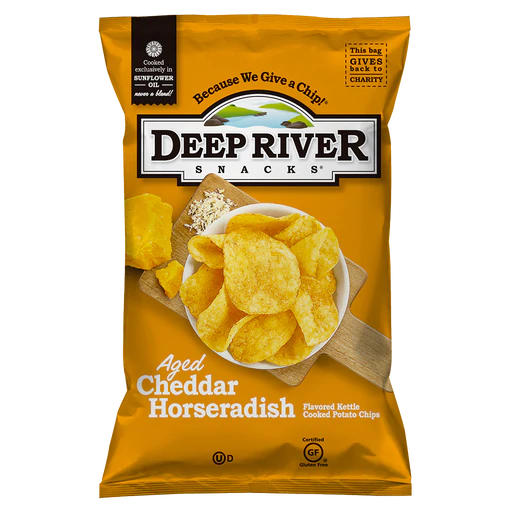 Cooked
exclusively in
SUNFLOWER
OIL
never a blend!
This bag
GIVES
back to
CHARITY
Because We Give a Chip!®
DEEP RIVER
SNACKS®
Aged
Cheddar
Horseradish
Flavored Kettle
Cooked Potato Chips
U D
Certified
GF
Gluten Free